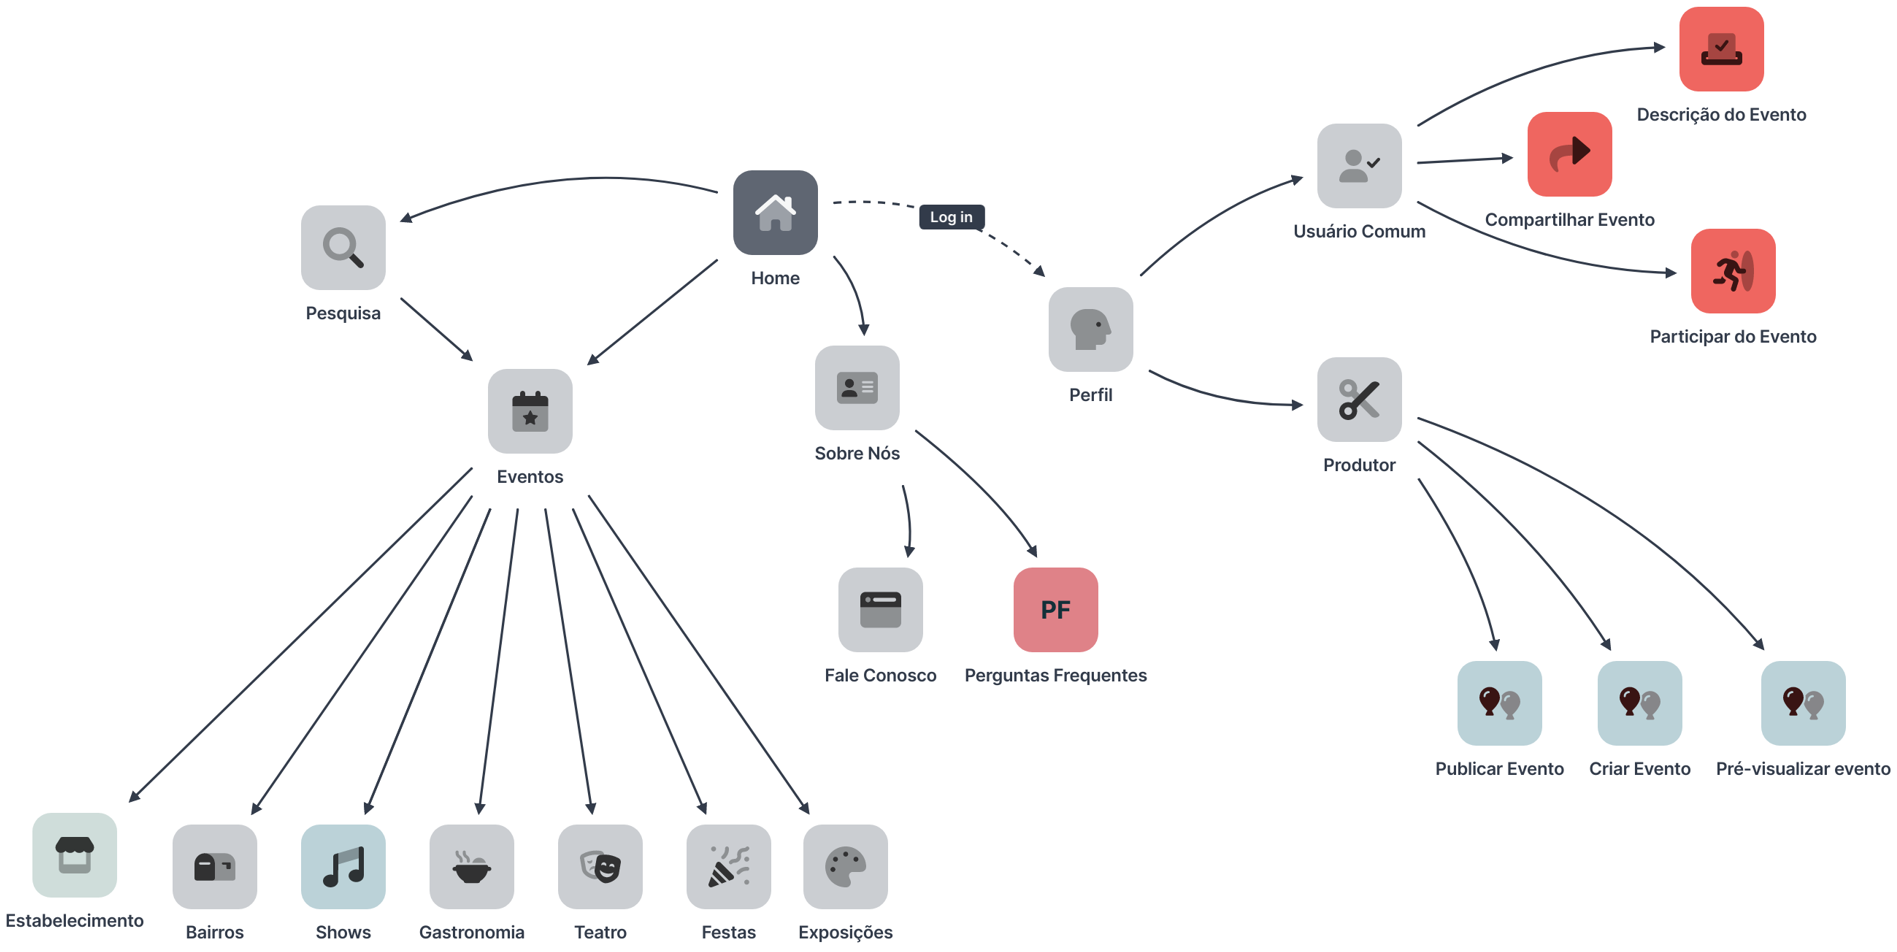 Descrição do Evento
Compartilhar Evento
Usuário Comum
Log in
Home
Pesquisa
Participar do Evento
Perfil
Sobre Nós
Produtor
Eventos
PF
Fale Conosco
Perguntas Frequentes
Publicar Evento
Criar Evento
Pré-visualizar evento
Estabelecimento
Bairros
Shows
Gastronomia
Teatro
Festas
Exposições